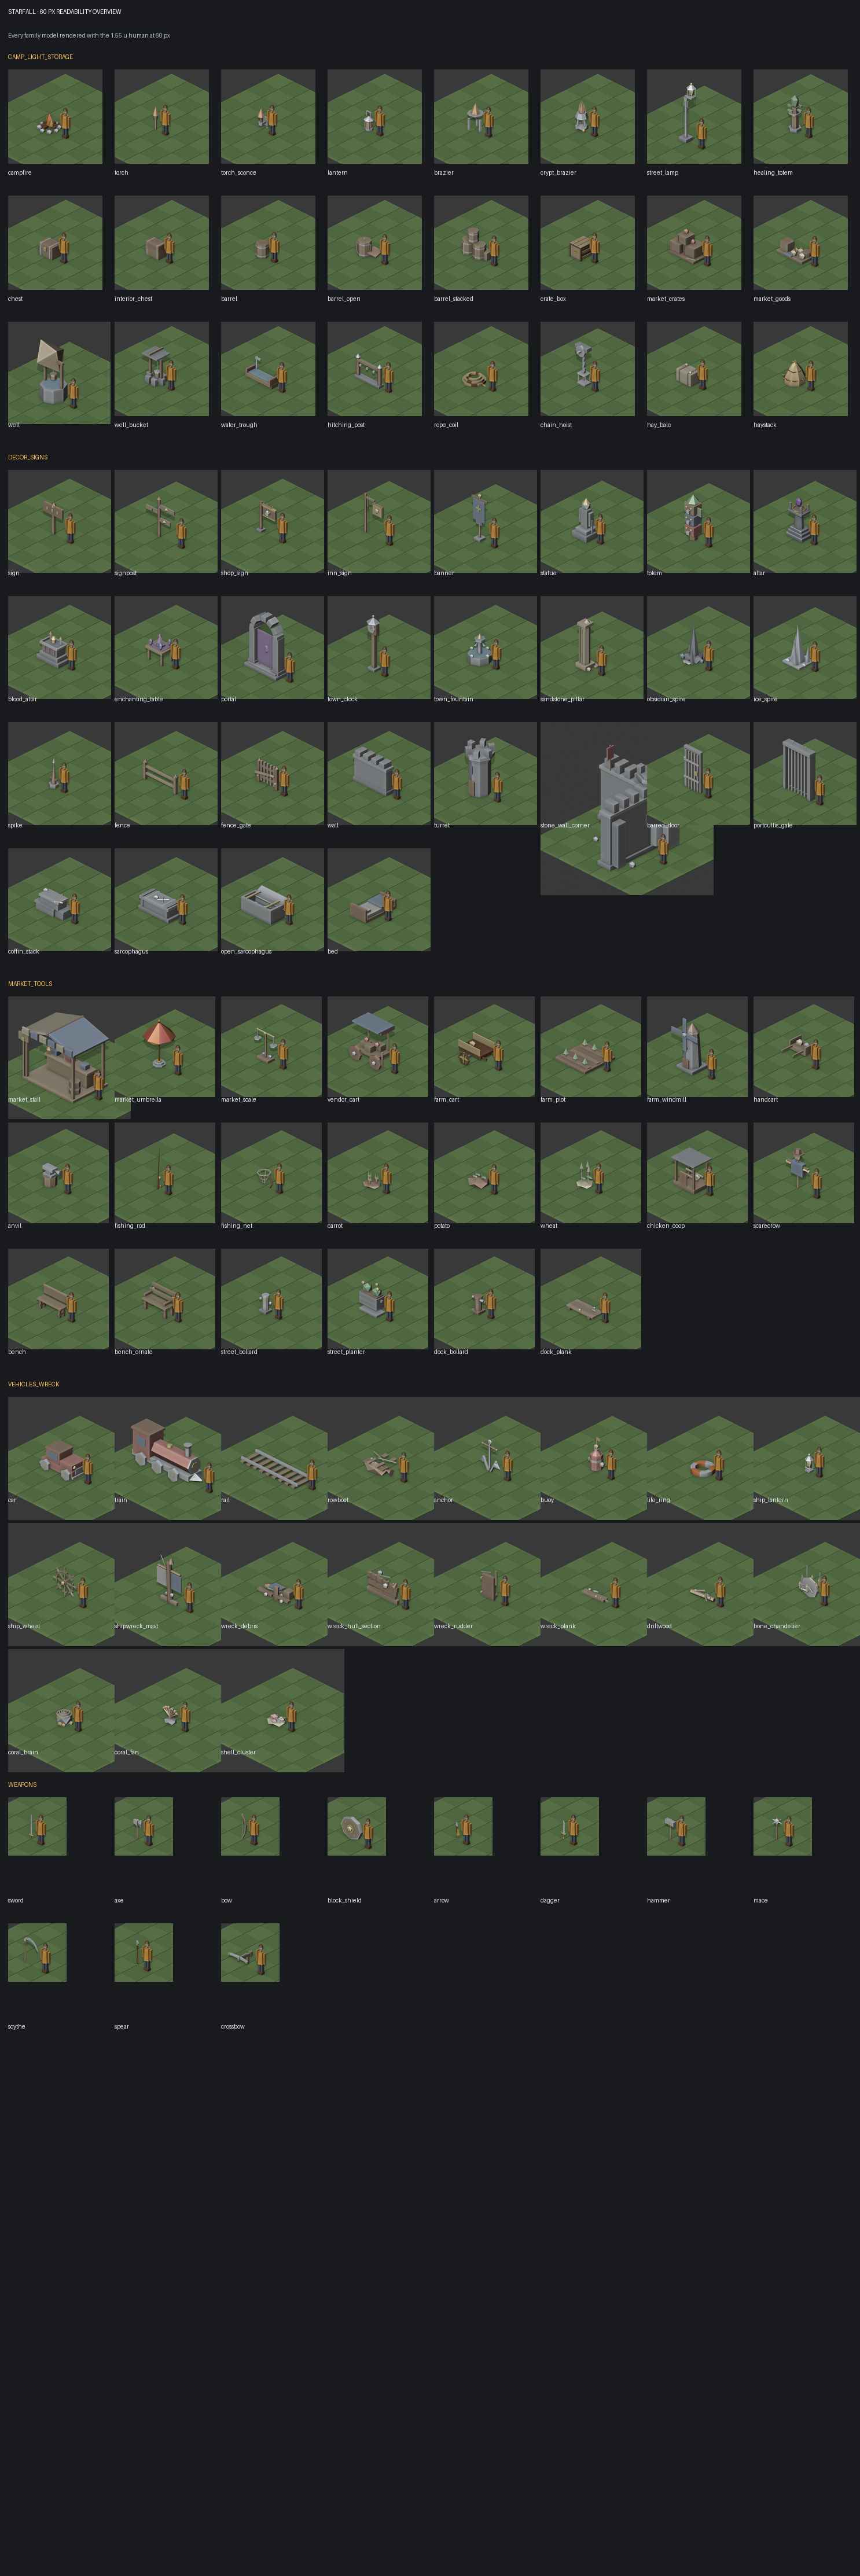 STARFALL - 60 PX READABILITY OVERVIEW
Every family model rendered with the 1.55 u human at 60 px
CAMP_LIGHT_STORAGE
campfire torch torch_sconce lantern brazier crypt_brazier street_lamp healing_totem
chest interior_chest barrel barrel_open barrel_stacked crate_box market_crates market_goods
well well_bucket water_trough hitching_post rope_coil chain_hoist hay_bale haystack
DECOR_SIGNS
sign signpost shop_sign inn_sign banner statue totem altar
blood_altar enchanting_table portal town_clock town_fountain sandstone_pillar obsidian_spire ice_spire
spike fence fence_gate wall turret stone_wall_corner barred_door portcullis_gate
coffin_stack sarcophagus open_sarcophagus bed
MARKET_TOOLS
market_stall market_umbrella market_scale vendor_cart farm_cart farm_plot farm_windmill handcart
anvil fishing_rod fishing_net carrot potato wheat chicken_coop scarecrow
bench bench_ornate street_bollard street_planter dock_bollard dock_plank
VEHICLES_WRECK
car train rail rowboat anchor buoy life_ring ship_lantern
ship_wheel shipwreck_mast wreck_debris wreck_hull_section wreck_rudder wreck_plank driftwood bone_chandelier
coral_brain coral_fan shell_cluster
WEAPONS
sword axe bow block_shield arrow dagger hammer mace
scythe spear crossbow